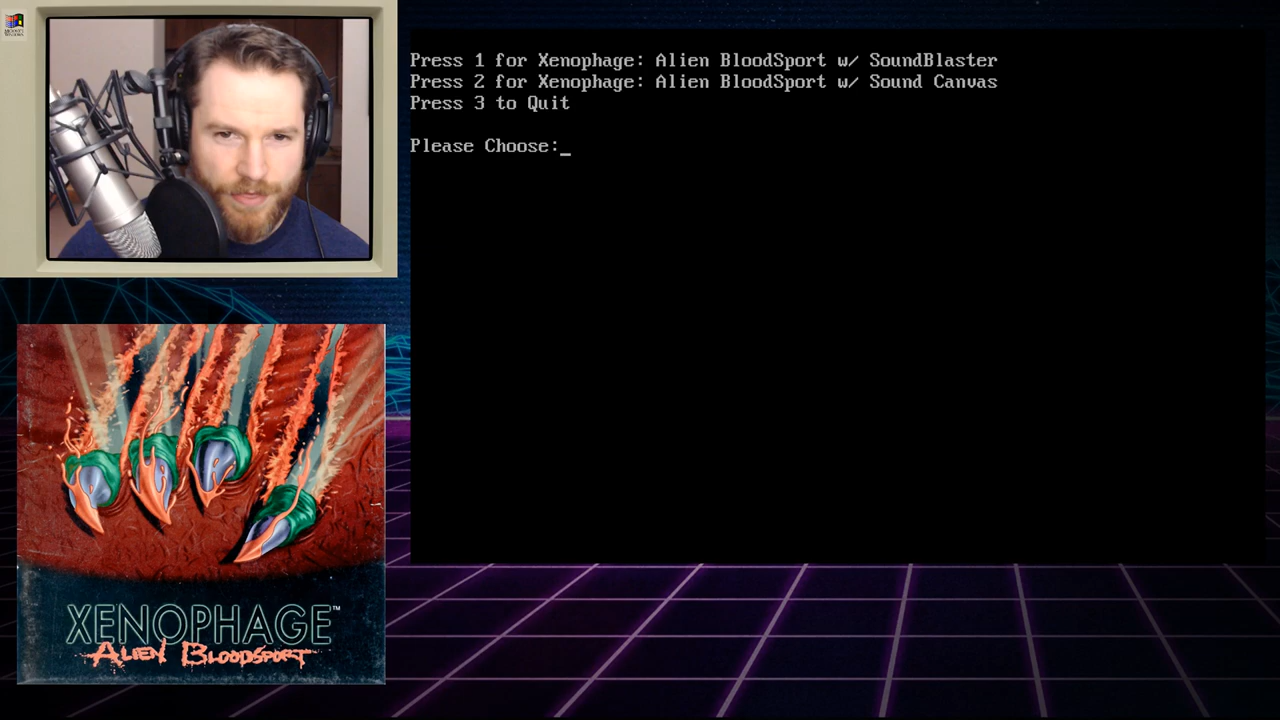 Press 1 for Xenophage: Alien BloodSport w/ SoundBlaster
Press 2 for Xenophage: Alien BloodSport w/ Sound Canvas
Press 3 to Quit
Please Choose:_
XENOPHAGE™
ALIEN BLOODSPORT